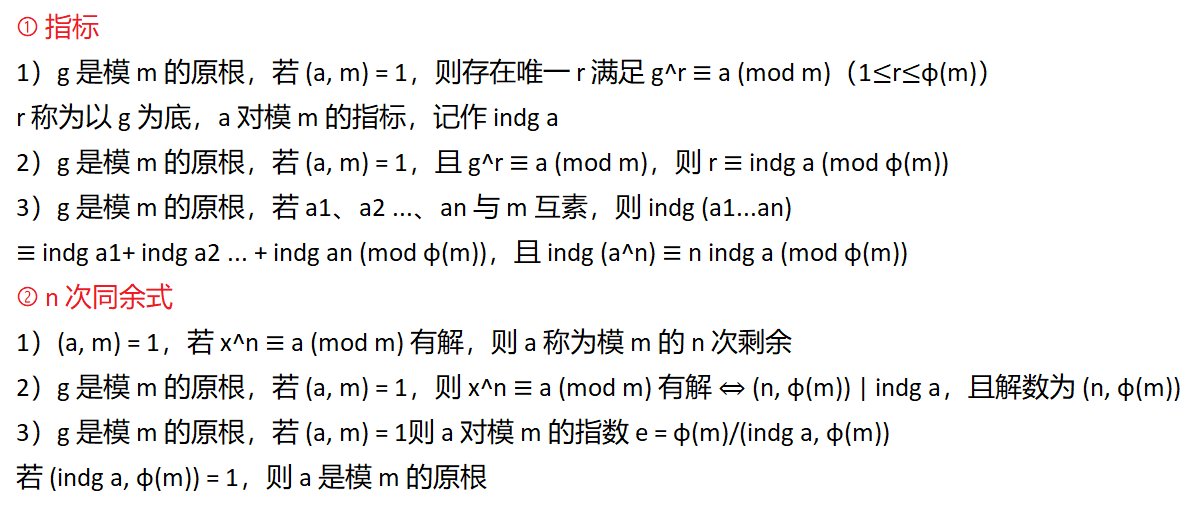 ① 指标
1）g 是模 m 的原根，若 (a, m) = 1，则存在唯一 r 满足 g^r ≡ a (mod m)（1≤r≤φ(m)）
r 称为以 g 为底，a 对模 m 的指标，记作 indg a
2）g 是模 m 的原根，若 (a, m) = 1，且 g^r ≡ a (mod m)，则 r ≡ indg a (mod φ(m))
3）g 是模 m 的原根，若 a1、a2 ...、an 与 m 互素，则 indg (a1...an)
≡ indg a1+ indg a2 ... + indg an (mod φ(m))，且 indg (a^n) ≡ n indg a (mod φ(m))
② n 次同余式
1）(a, m) = 1，若 x^n ≡ a (mod m) 有解，则 a 称为模 m 的 n 次剩余
2）g 是模 m 的原根，若 (a, m) = 1，则 x^n ≡ a (mod m) 有解 ⇔ (n, φ(m)) | indg a，且解数为 (n, φ(m))
3）g 是模 m 的原根，若 (a, m) = 1则 a 对模 m 的指数 e = φ(m)/(indg a, φ(m))
若 (indg a, φ(m)) = 1，则 a 是模 m 的原根